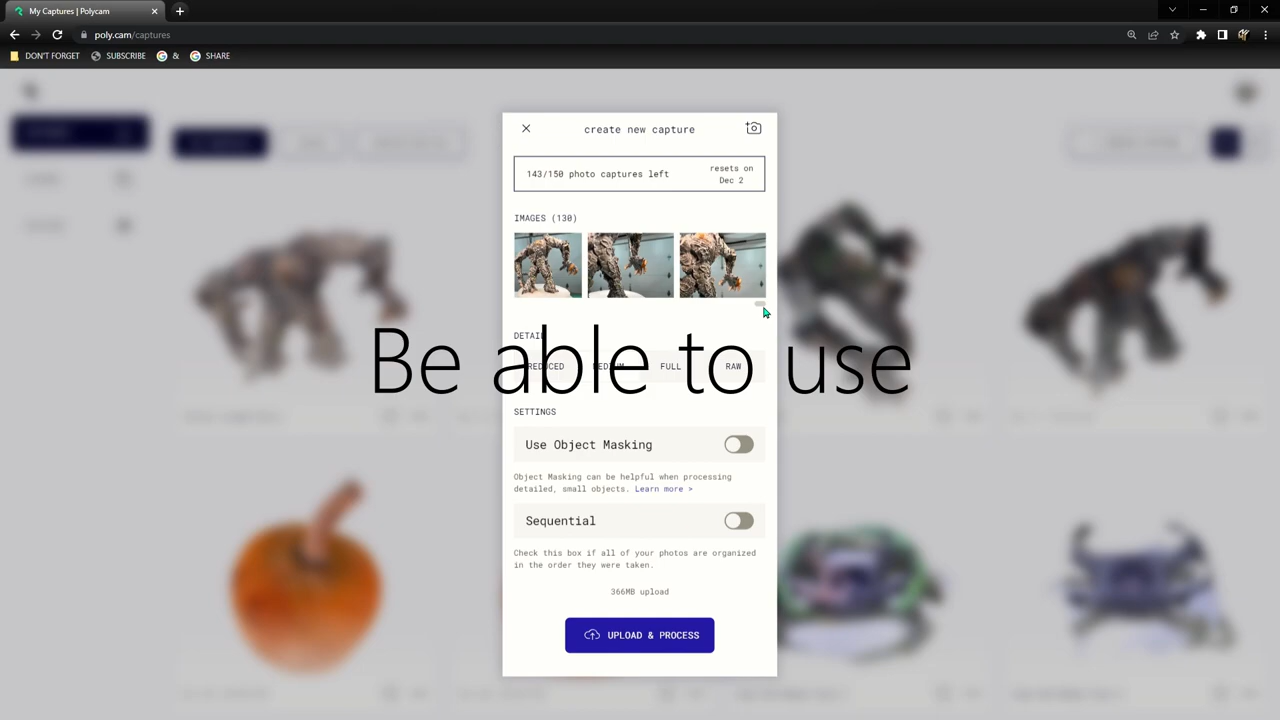 My Captures | Polycam
poly.cam/captures
DON'T FORGET
SUBSCRIBE
&
SHARE
create new capture
143/150 photo captures left
resets on
Dec 2
IMAGES (130)
DETAIL
Be able to use
REDUCED MEDIUM FULL RAW
SETTINGS
Use Object Masking
Object Masking can be helpful when processing
detailed, small objects. Learn more >
Sequential
Check this box if all of your photos are organized
in the order they were taken.
366MB upload
UPLOAD & PROCESS